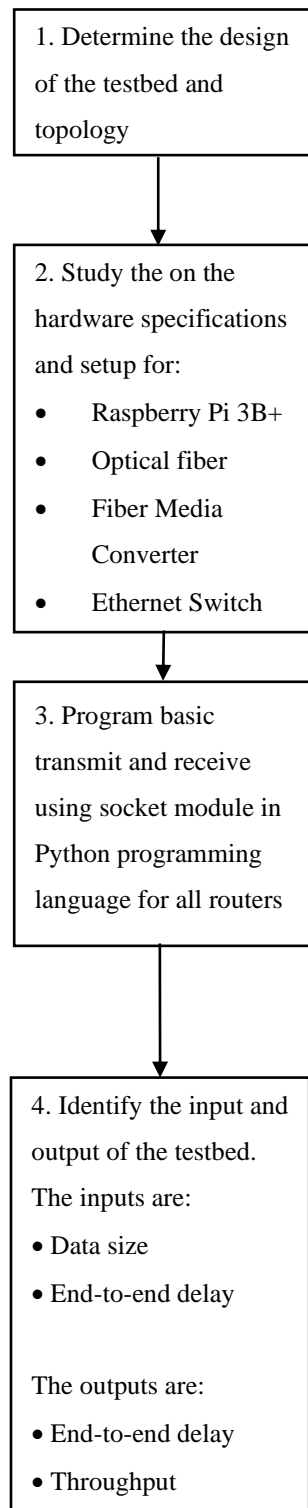 1. Determine the design
of the testbed and
topology
2. Study the on the
hardware specifications
and setup for:
• Raspberry Pi 3B+
• Optical fiber
• Fiber Media
Converter
• Ethernet Switch
3. Program basic
transmit and receive
using socket module in
Python programming
language for all routers
4. Identify the input and
output of the testbed.
The inputs are:
• Data size
• End-to-end delay
The outputs are:
• End-to-end delay
• Throughput